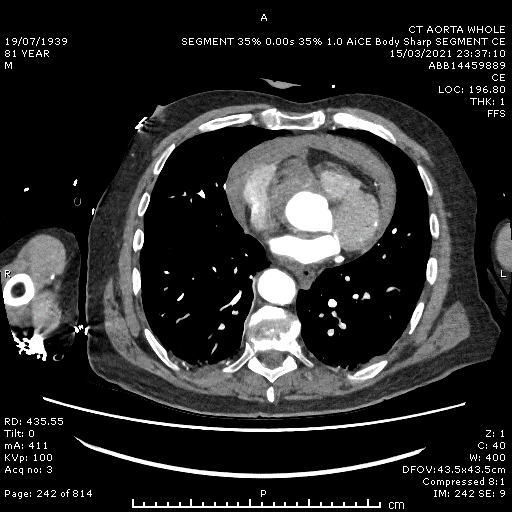 A
19/07/1939
81 YEAR
M
CT AORTA WHOLE
SEGMENT 35% 0.00s 35% 1.0 AiCE Body Sharp SEGMENT CE
15/03/2021 23:37:10
ABB14459889
CE
LOC: 196.80
THK: 1
FFS
R
L
RD: 435.55
Tilt: 0
mA: 411
KVp: 100
Acq no: 3
Page: 242 of 814
P
cm
Z: 1
C: 40
W: 400
DFOV:43.5x43.5cm
Compressed 8:1
IM: 242 SE: 9